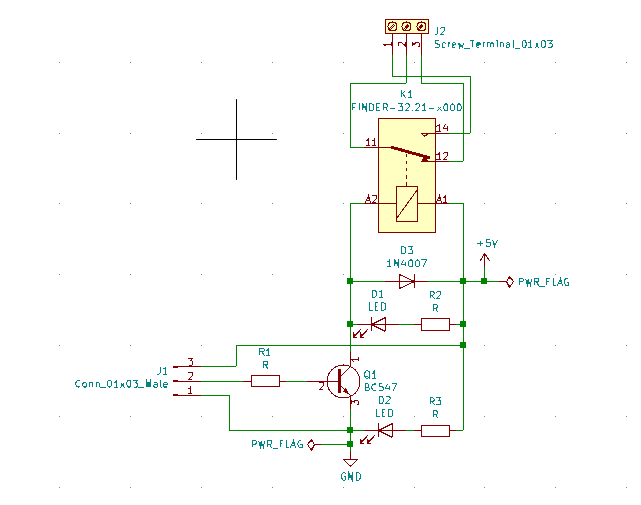 J2
Screw_Terminal_01x03
1 2 3
K1
FINDER-32.21-x000
14
11
12
A2 A1
+5V
D3
1N4007
PWR_FLAG
D1 R2
LED R
R1
R
3
J1
2
Conn_01x03_Male
1
1
2
Q1
BC547
3
D2 R3
LED R
PWR_FLAG
GND